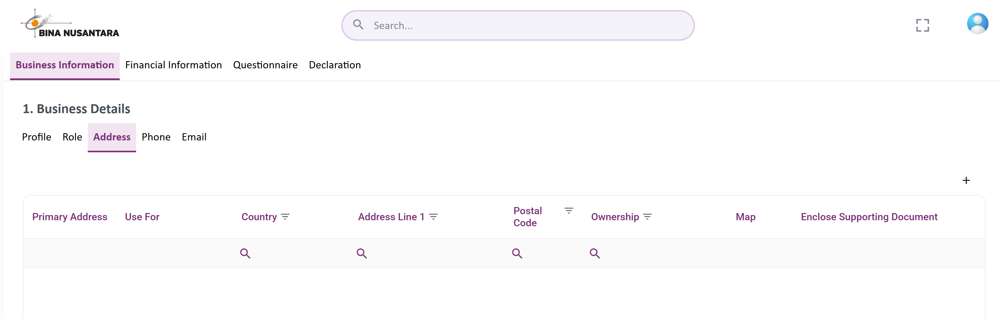 BINA NUSANTARA
Search...
Business Information Financial Information Questionnaire Declaration
1. Business Details
Profile Role Address Phone Email
+
Primary Address Use For Country Address Line 1 Postal Code Ownership Map Enclose Supporting Document